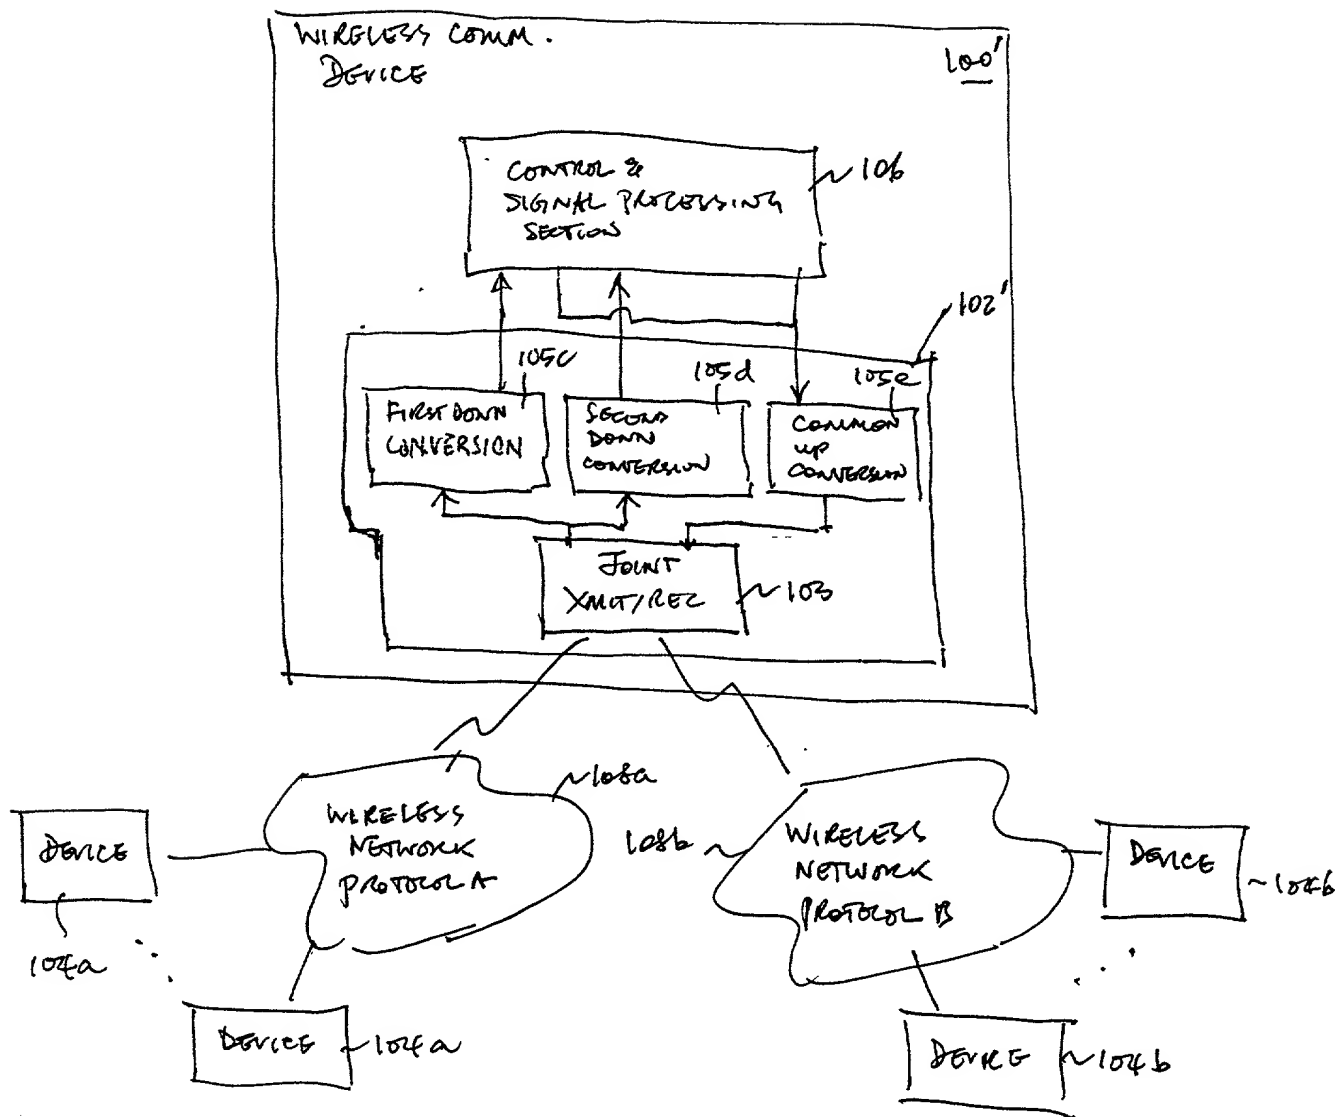 WIRELESS COMM.
DEVICE
100'
CONTROL &
SIGNAL PROCESSING
SECTION
106
102'
105c
105d
105e
FIRST DOWN
CONVERSION
SECOND
DOWN
CONVERSION
COMMON
UP
CONVERSION
JOINT
XMIT/REC
103
108a
WIRELESS
NETWORK
PROTOCOL A
108b
WIRELESS
NETWORK
PROTOCOL B
DEVICE
104a
DEVICE
104b
DEVICE
104a
DEVICE
104b